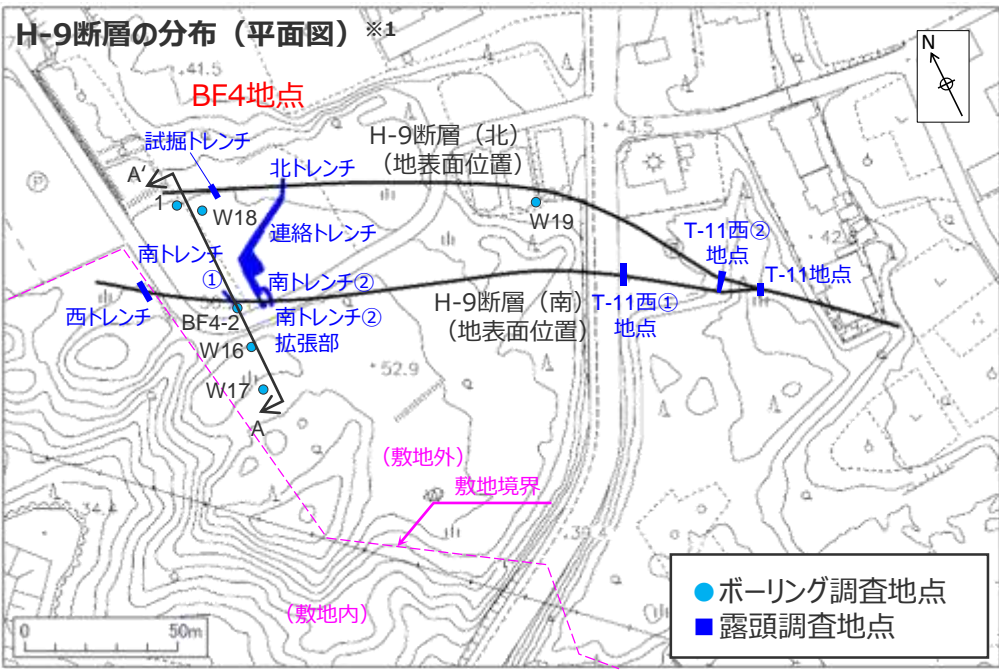 H-9断層の分布（平面図）※1
N
41.5
BF4地点
試掘トレンチ
H-9断層（北）
（地表面位置）
43.5
北トレンチ
A'
1
W18
W19
連絡トレンチ
南トレンチ
①
T-11西②
地点
T-11地点
南トレンチ②
西トレンチ
BF4-2
南トレンチ②
拡張部
H-9断層（南）
（地表面位置）
T-11西①
地点
W16
W17
52.9
A
（敷地外）
敷地境界
（敷地内）
0
50m
ボーリング調査地点
露頭調査地点